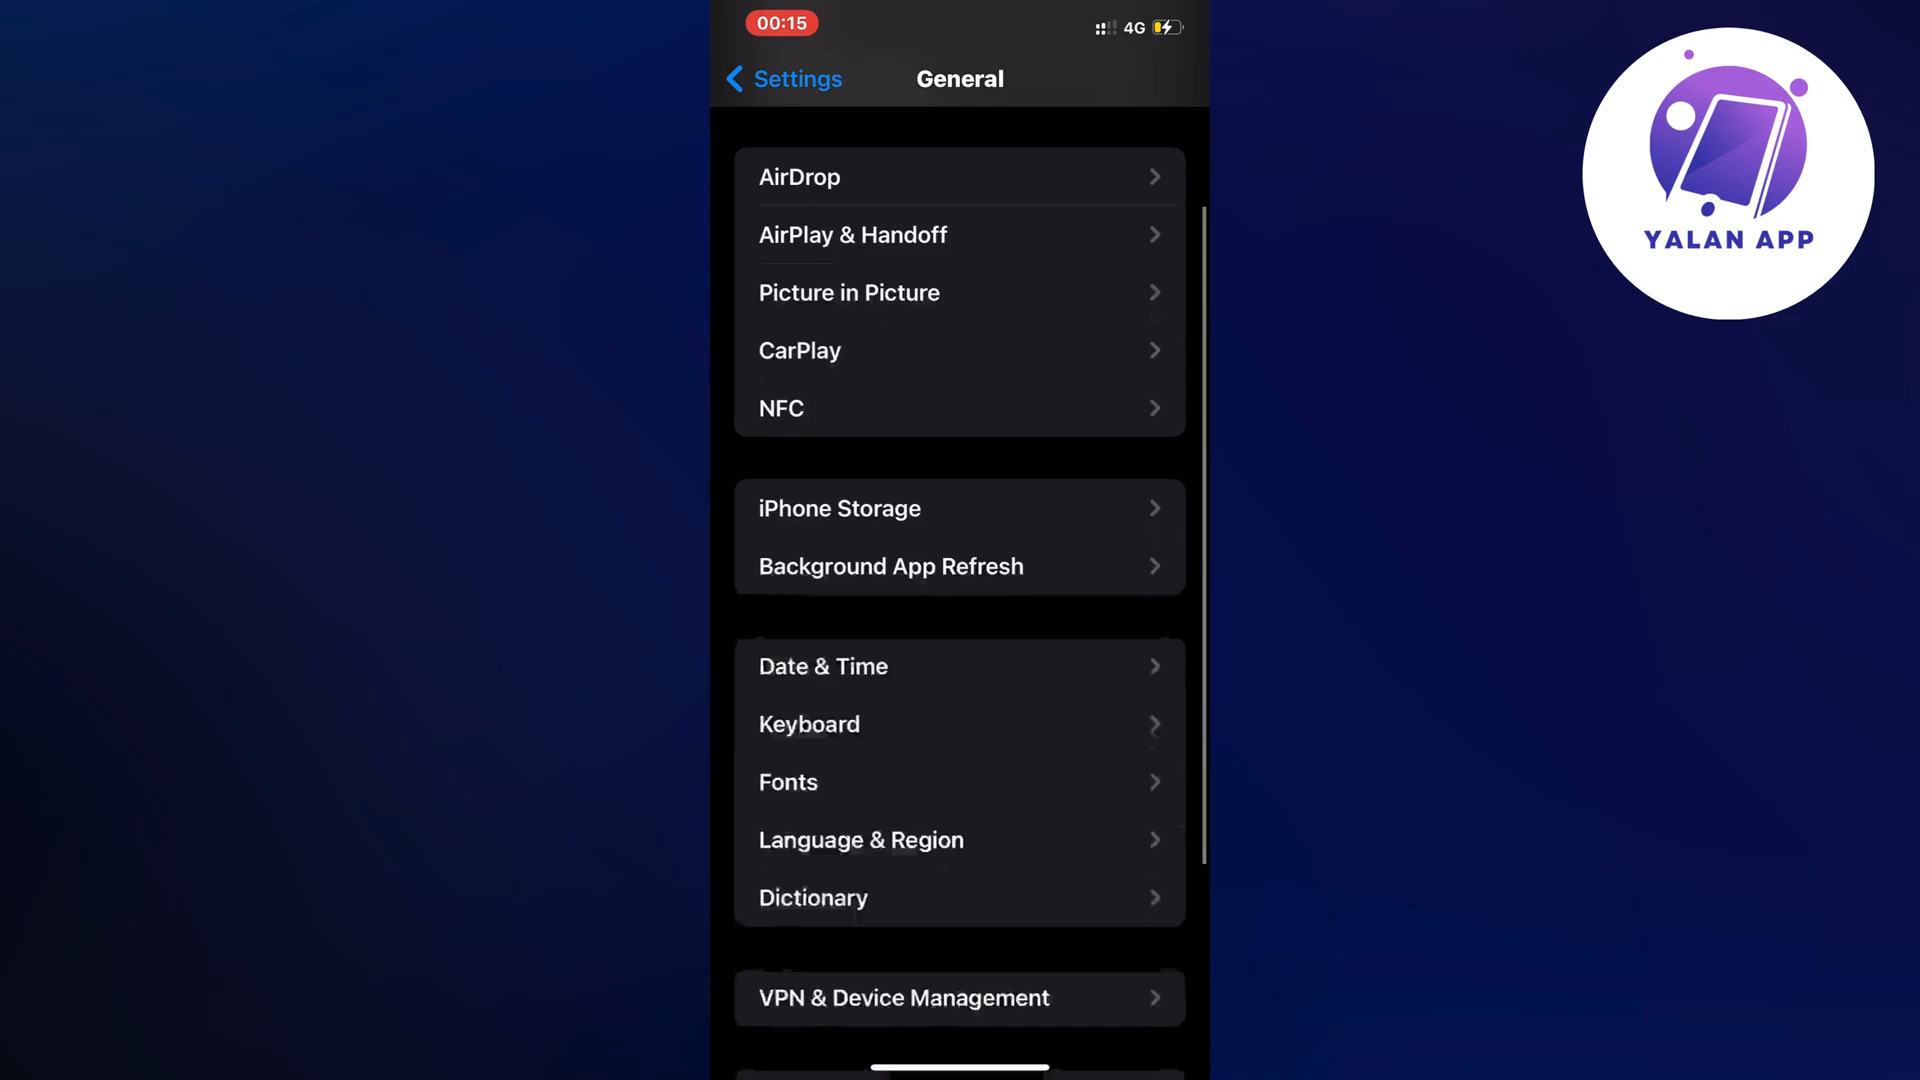 00:15
4G
Settings
General
AirDrop
AirPlay & Handoff
Picture in Picture
CarPlay
NFC
iPhone Storage
Background App Refresh
Date & Time
Keyboard
Fonts
Language & Region
Dictionary
VPN & Device Management
YALAN APP